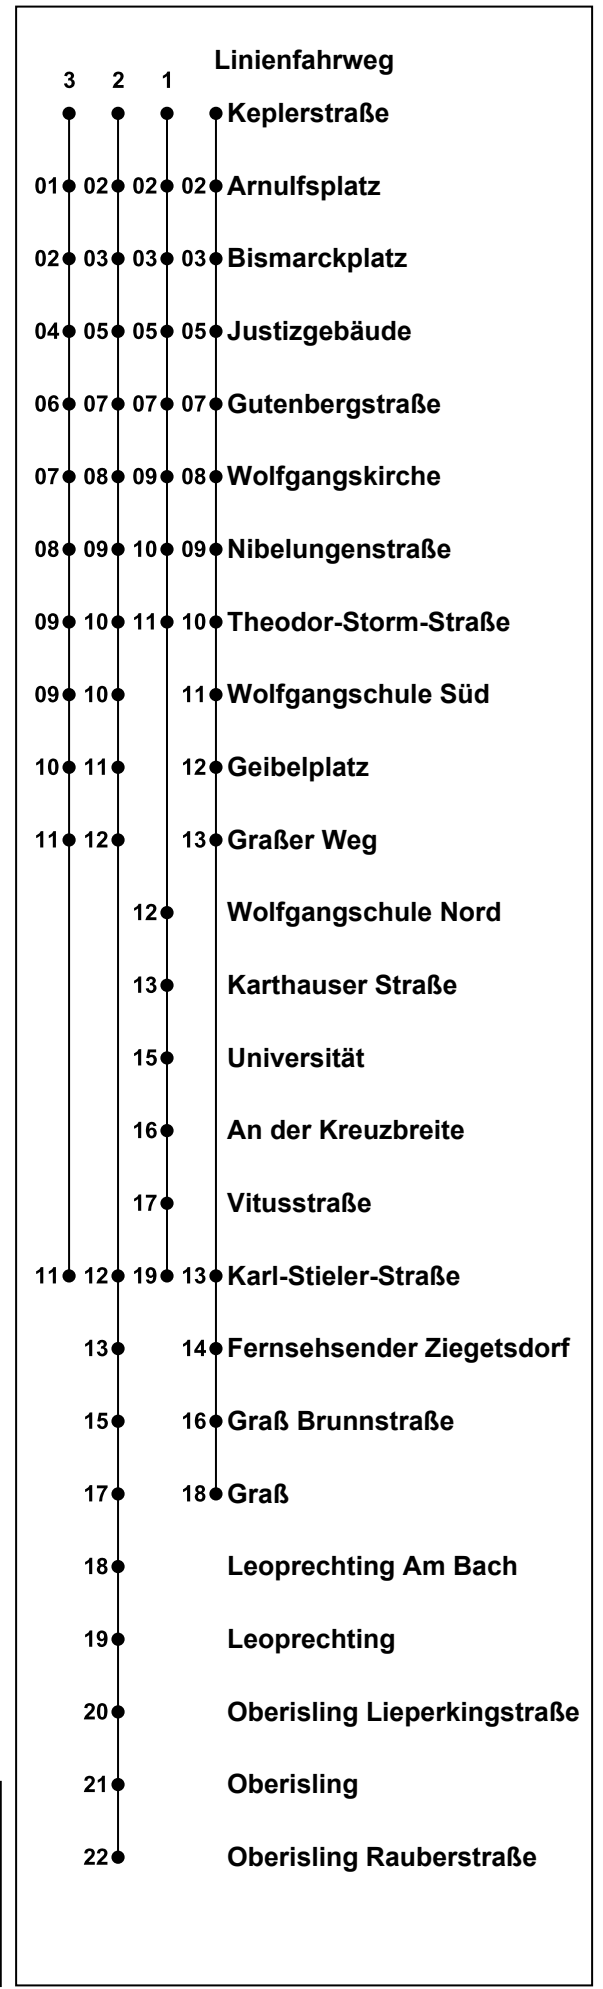 Linienfahrweg
3 2 1
Keplerstraße
01 02 02 02 Arnulfsplatz
02 03 03 03 Bismarckplatz
04 05 05 05 Justizgebäude
06 07 07 07 Gutenbergstraße
07 08 09 08 Wolfgangskirche
08 09 10 09 Nibelungenstraße
09 10 11 10 Theodor-Storm-Straße
09 10 11 Wolfgangschule Süd
10 11 12 Geibelplatz
11 12 13 Graßer Weg
12 Wolfgangschule Nord
13 Karthauser Straße
15 Universität
16 An der Kreuzbreite
17 Vitusstraße
11 12 19 13 Karl-Stieler-Straße
13 14 Fernsehsender Ziegetsdorf
15 16 Graß Brunnstraße
17 18 Graß
18 Leoprechting Am Bach
19 Leoprechting
20 Oberisling Lieperkingstraße
21 Oberisling
22 Oberisling Rauberstraße